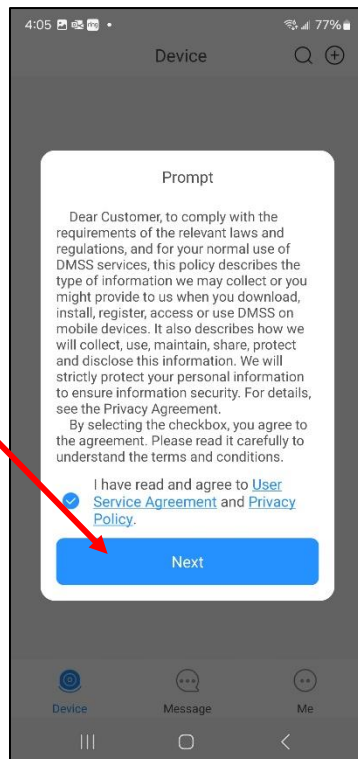 4:05
77%
Device
Prompt
Dear Customer, to comply with the
requirements of the relevant laws and
regulations, and for your normal use of
DMSS services, this policy describes the
type of information we may collect or you
might provide to us when you download,
install, register, access or use DMSS on
mobile devices. It also describes how we
will collect, use, maintain, share, protect
and disclose this information. We will
strictly protect your personal information
to ensure information security. For details,
see the Privacy Agreement.
By selecting the checkbox, you agree to
the agreement. Please read it carefully to
understand the terms and conditions.
I have read and agree to User
Service Agreement and Privacy
Policy.
Next
Device
Message
Me